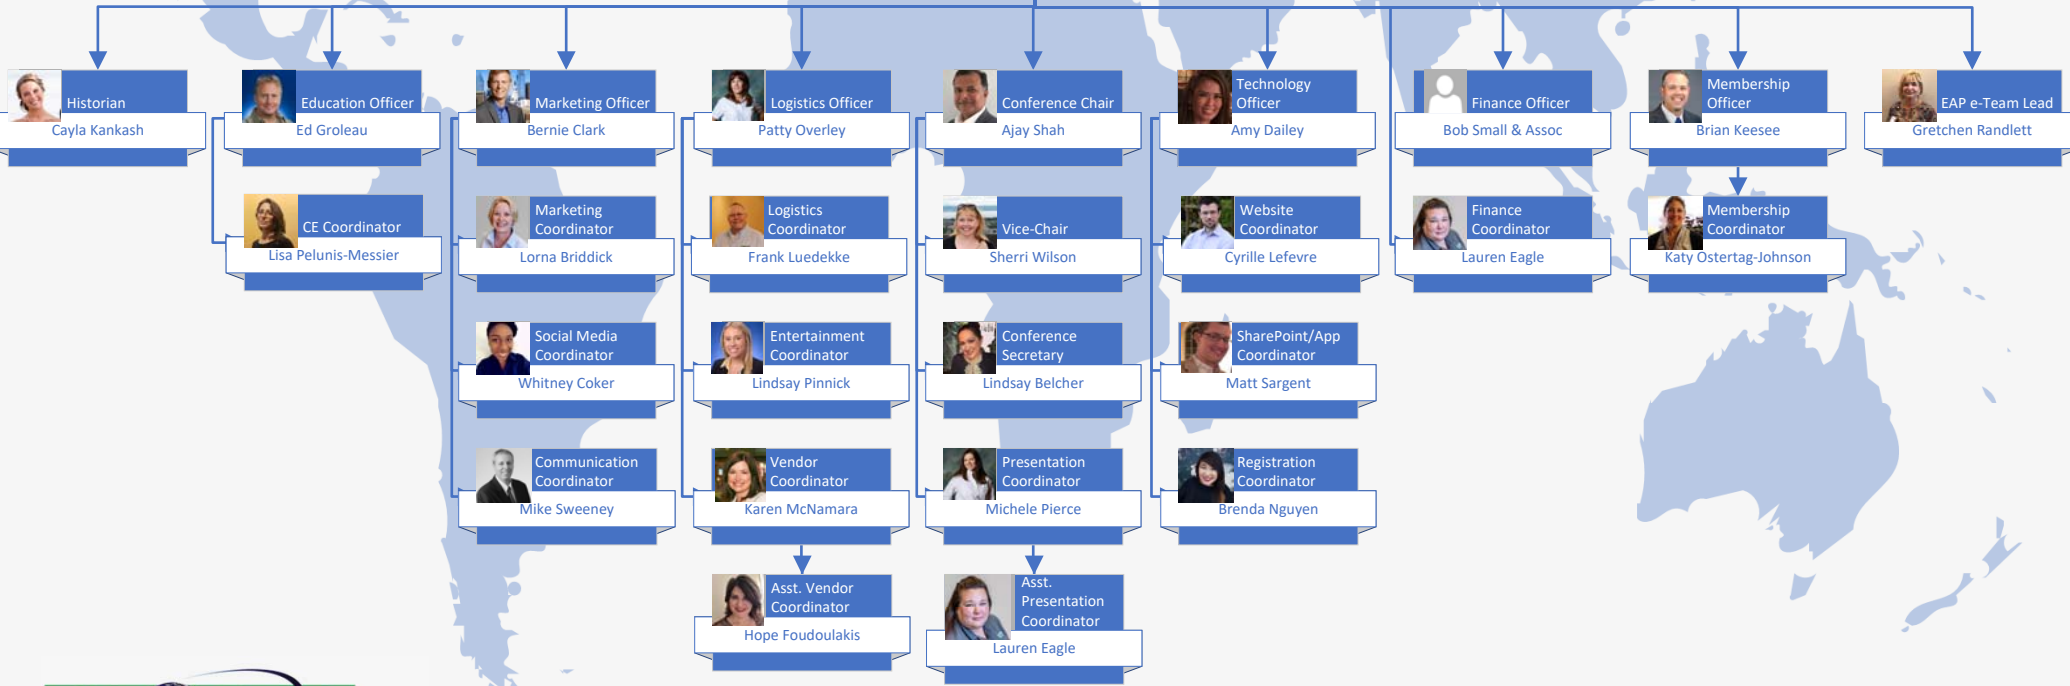 Historian
Cayla Kankash
Education Officer
Ed Groleau
Marketing Officer
Bernie Clark
Logistics Officer
Patty Overley
Conference Chair
Ajay Shah
Technology
Officer
Amy Dailey
Finance Officer
Bob Small & Assoc
Membership
Officer
Brian Keesee
EAP e-Team Lead
Gretchen Randlett
CE Coordinator
Lisa Pelunis-Messier
Marketing
Coordinator
Lorna Briddick
Logistics
Coordinator
Frank Luedekke
Vice-Chair
Sherri Wilson
Website
Coordinator
Cyrille Lefevre
Finance
Coordinator
Lauren Eagle
Membership
Coordinator
Katy Ostertag-Johnson
Social Media
Coordinator
Whitney Coker
Entertainment
Coordinator
Lindsay Pinnick
Conference
Secretary
Lindsay Belcher
SharePoint/App
Coordinator
Matt Sargent
Communication
Coordinator
Mike Sweeney
Vendor
Coordinator
Karen McNamara
Presentation
Coordinator
Michele Pierce
Registration
Coordinator
Brenda Nguyen
Asst. Vendor
Coordinator
Hope Foudoulakis
Asst.
Presentation
Coordinator
Lauren Eagle